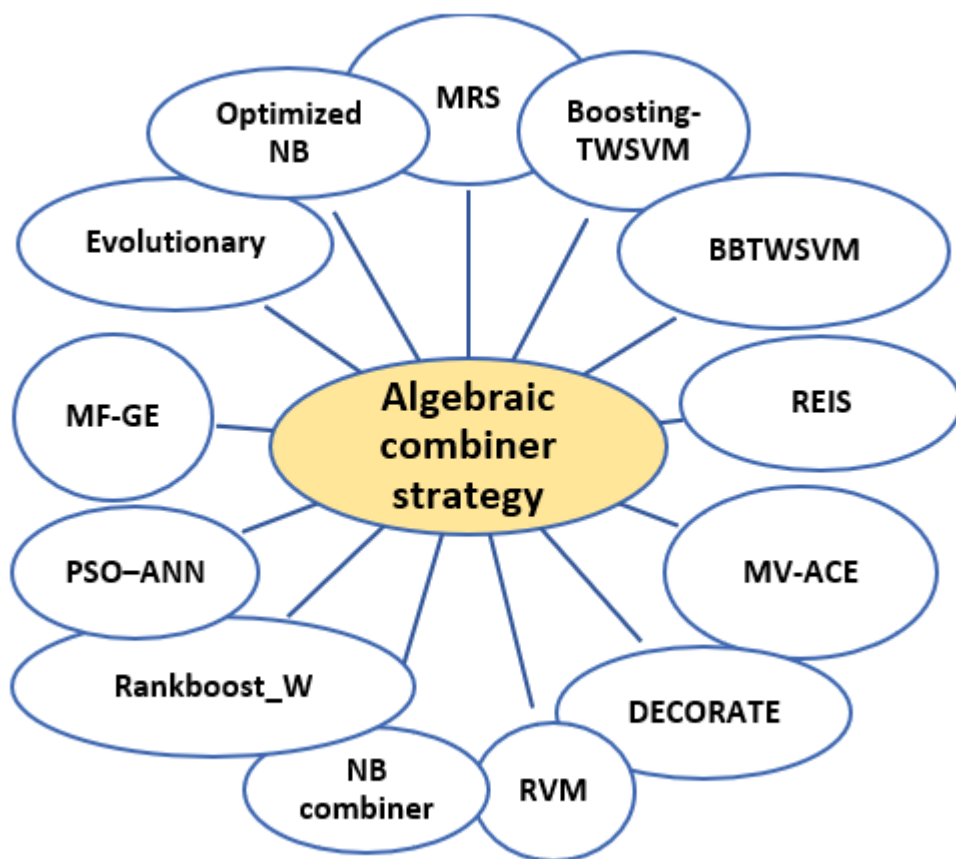 MRS
Boosting-
TWSVM
Optimized
NB
Evolutionary
BBTWSVM
MF-GE
Algebraic
combiner
strategy
REIS
PSO–ANN
MV-ACE
Rankboost_W
DECORATE
NB
combiner
RVM